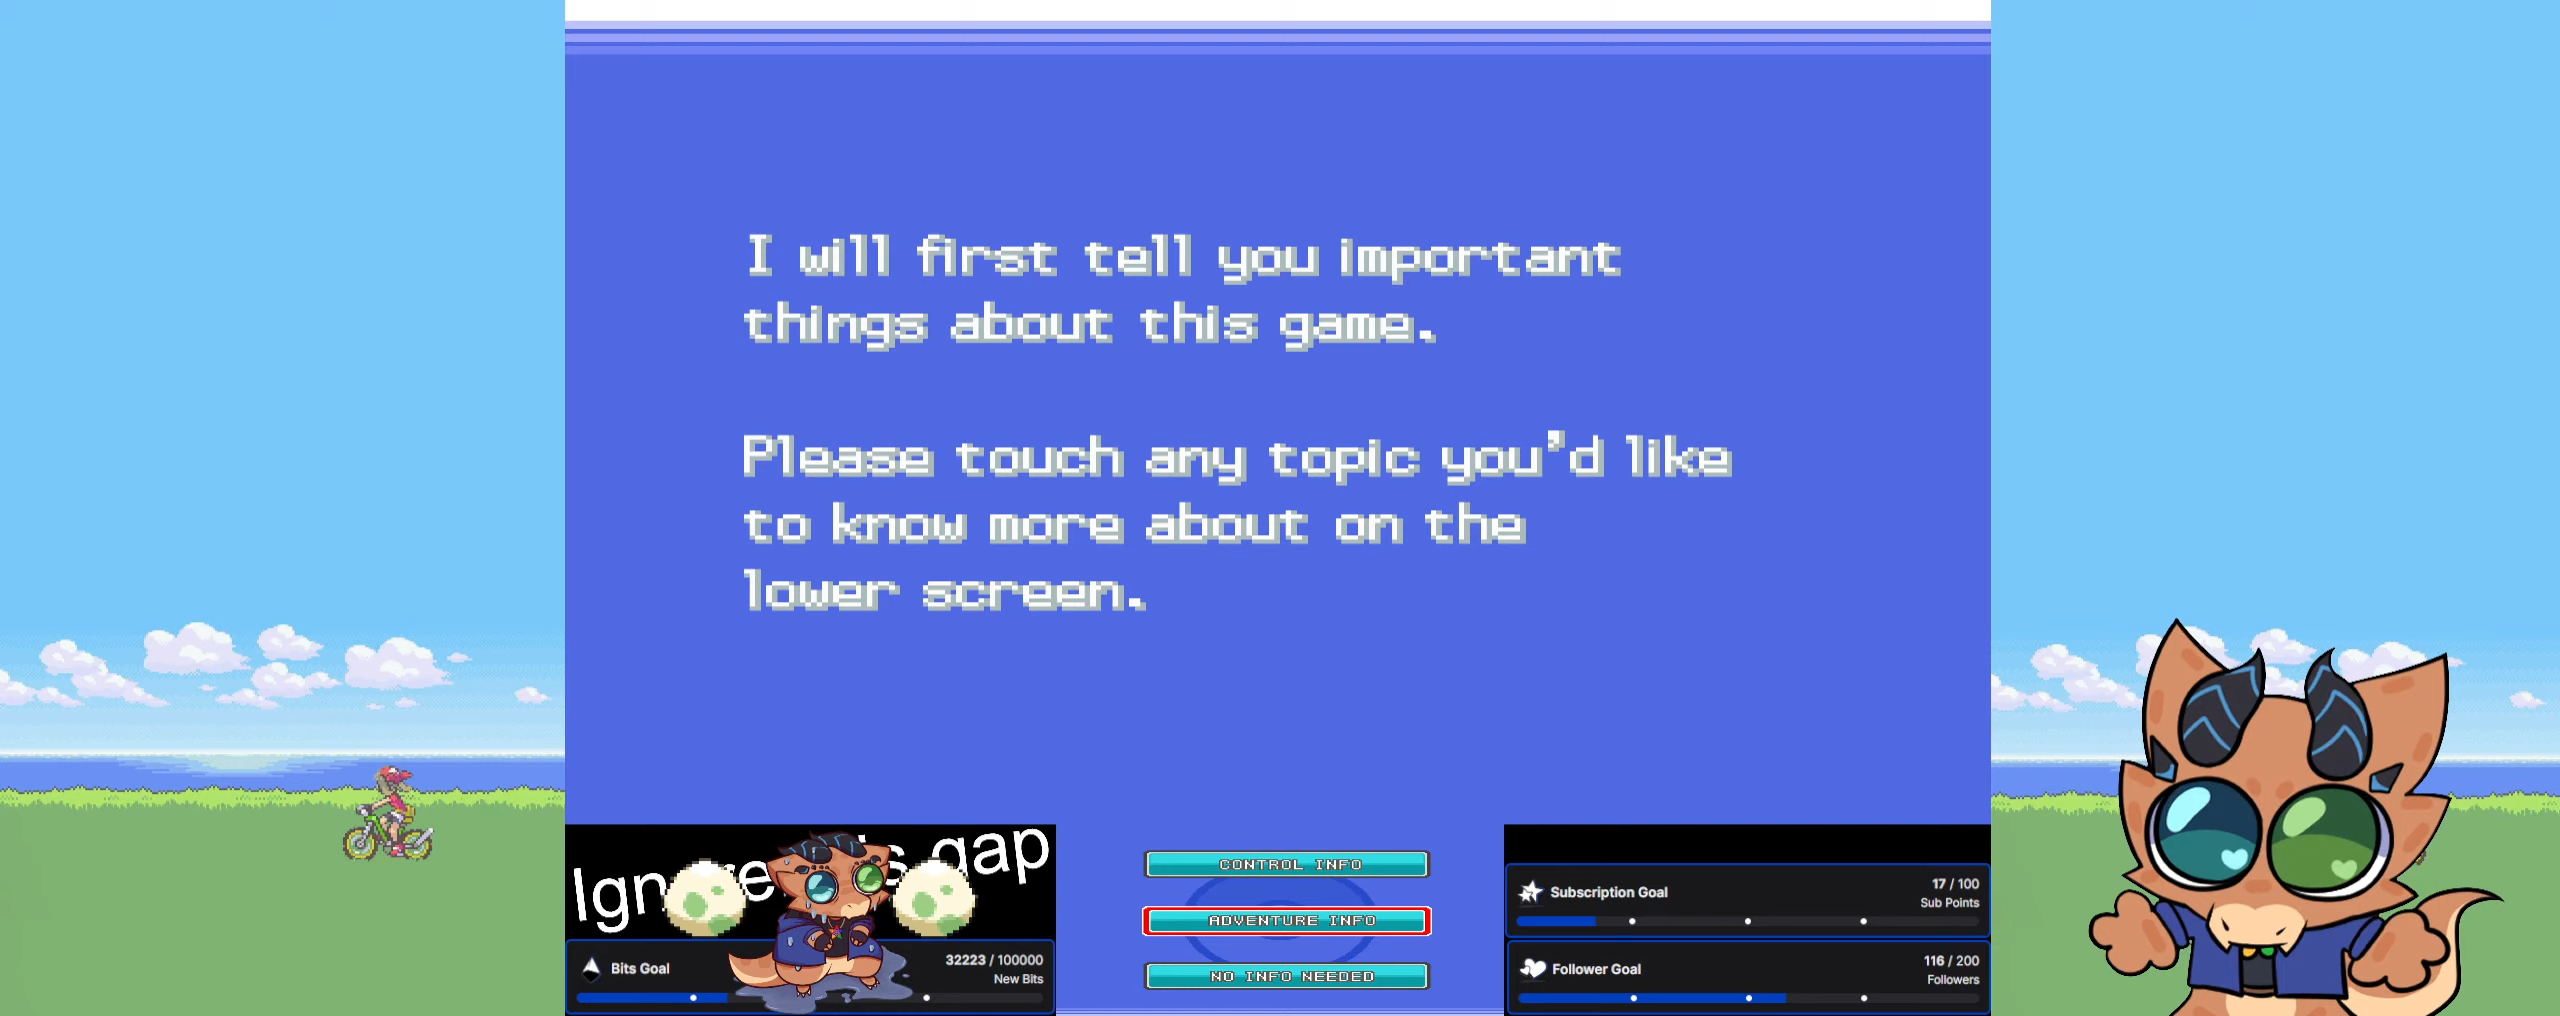 I will first tell you important
things about this game.
Please touch any topic you'd like
to know more about on the
lower screen.
gap
Bits Goal
32223 / 100000
New Bits
CONTROL INFO
ADVENTURE INFO
NO INFO NEEDED
Subscription Goal
17 / 100
Sub Points
Follower Goal
116 / 200
Followers